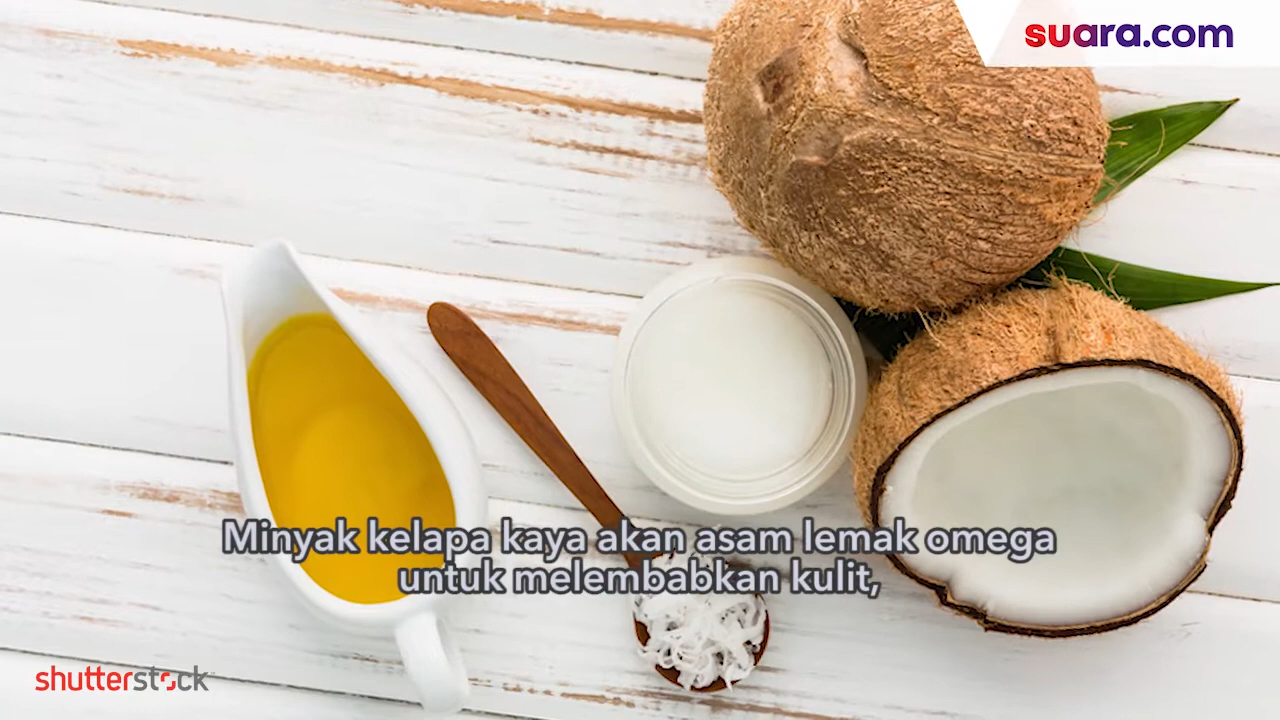 suara.com
Minyak kelapa kaya akan asam lemak omega
untuk melembabkan kulit,
shutterstock